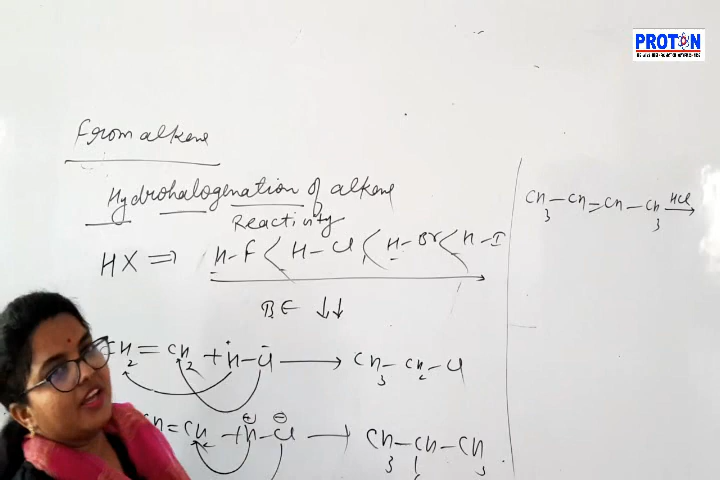 PROTON
From alkene
Hydrohalogenation of alkene
Reactivity
HX ⇒ H-F < H-Cl < H-Br < H-I
BE ↓↓
CH2 = CH2 + H-Cl → CH3-CH2-Cl
CH=CH2 + H-Cl → CH3-CH-CH3
CH3-CH=CH-CH3 HCl →